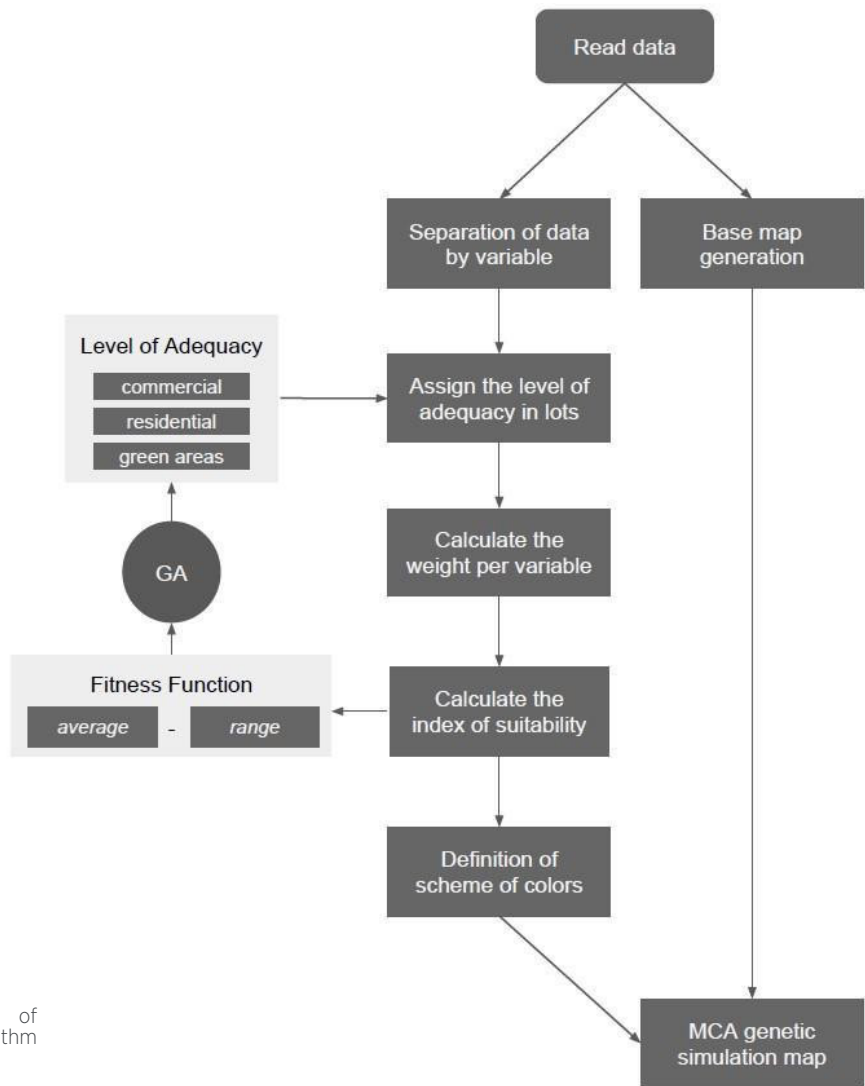 Read data
Separation of data
by variable
Base map
generation
Level of Adequacy
commercial
residential
green areas
Assign the level of
adequacy in lots
GA
Calculate the
weight per variable
Fitness Function
average - range
Calculate the
index of suitability
Definition of
scheme of colors
of
thm
MCA genetic
simulation map